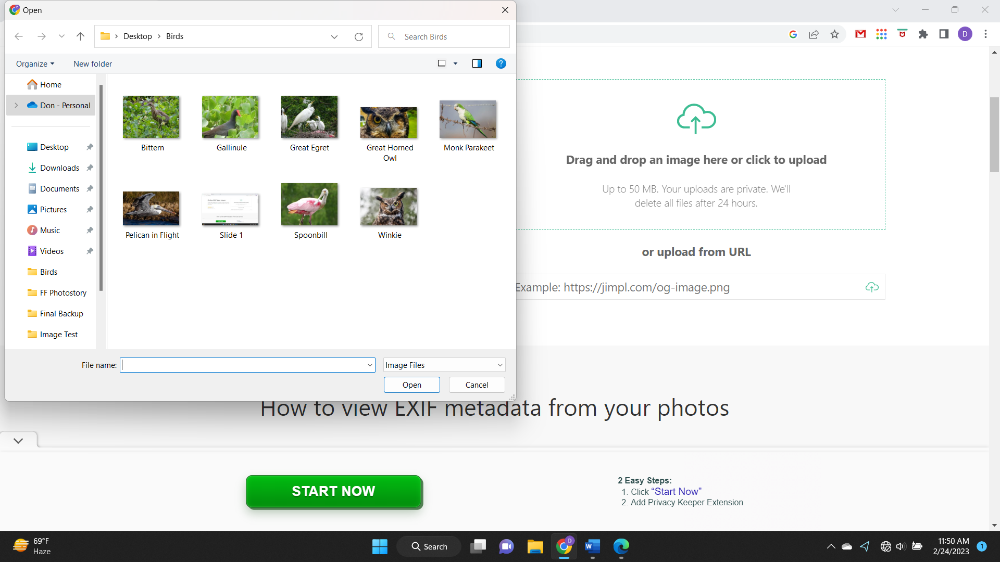 Open
Desktop
Birds
Search Birds
D
Organize
New folder
?
Home
Don - Personal
Desktop
Downloads
Documents
Pictures
Music
Videos
Birds
FF Photostory
Final Backup
Image Test
Bittern
Gallinule
Great Egret
Great Horned
Owl
Monk Parakeet
Pelican in Flight
Slide 1
Spoonbill
Winkie
File name:
Image Files
Open
Cancel
Drag and drop an image here or click to upload
Up to 50 MB. Your uploads are private. We'll
delete all files after 24 hours.
or upload from URL
Example: https://jimpl.com/og-image.png
How to view EXIF metadata from your photos
START NOW
2 Easy Steps:
1. Click “Start Now”
2. Add Privacy Keeper Extension
69°F
Haze
Search
D
W
11:50 AM
2/24/2023
1